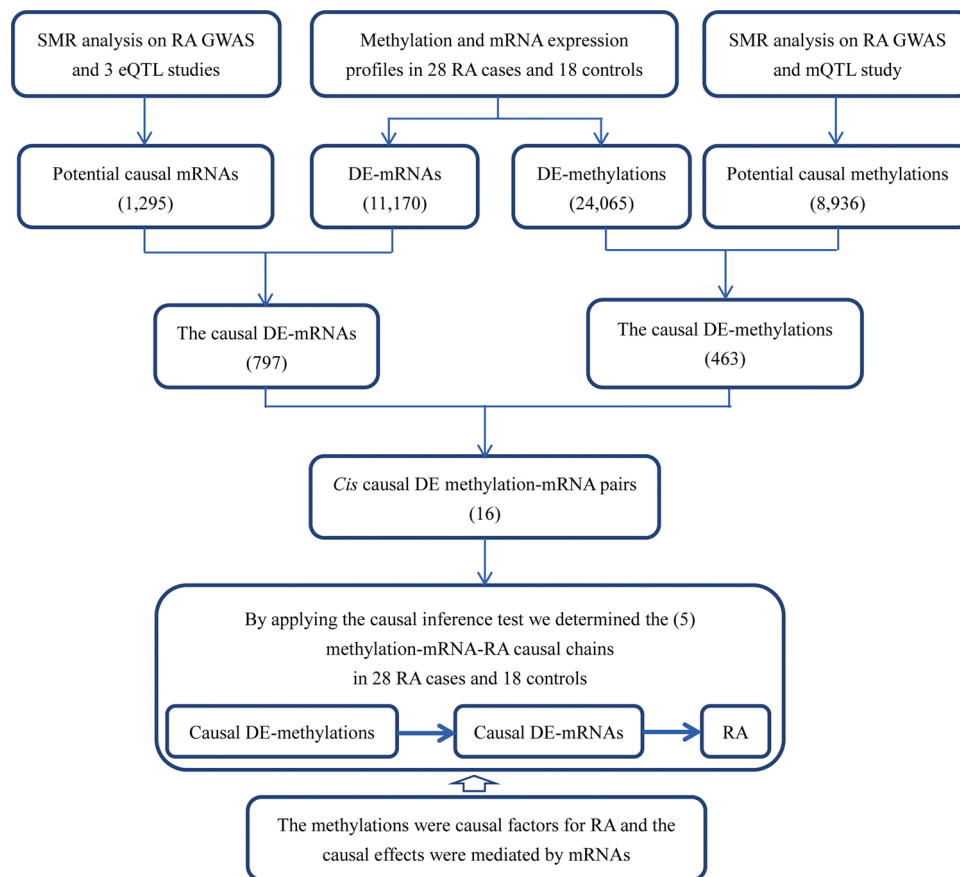 SMR analysis on RA GWAS
and 3 eQTL studies
Methylation and mRNA expression
profiles in 28 RA cases and 18 controls
SMR analysis on RA GWAS
and mQTL study
Potential causal mRNAs
(1,295)
DE-mRNAs
(11,170)
DE-methylations
(24,065)
Potential causal methylations
(8,936)
The causal DE-mRNAs
(797)
The causal DE-methylations
(463)
Cis causal DE methylation-mRNA pairs
(16)
By applying the causal inference test we determined the (5)
methylation-mRNA-RA causal chains
in 28 RA cases and 18 controls
Causal DE-methylations
Causal DE-mRNAs
RA
The methylations were causal factors for RA and the
causal effects were mediated by mRNAs